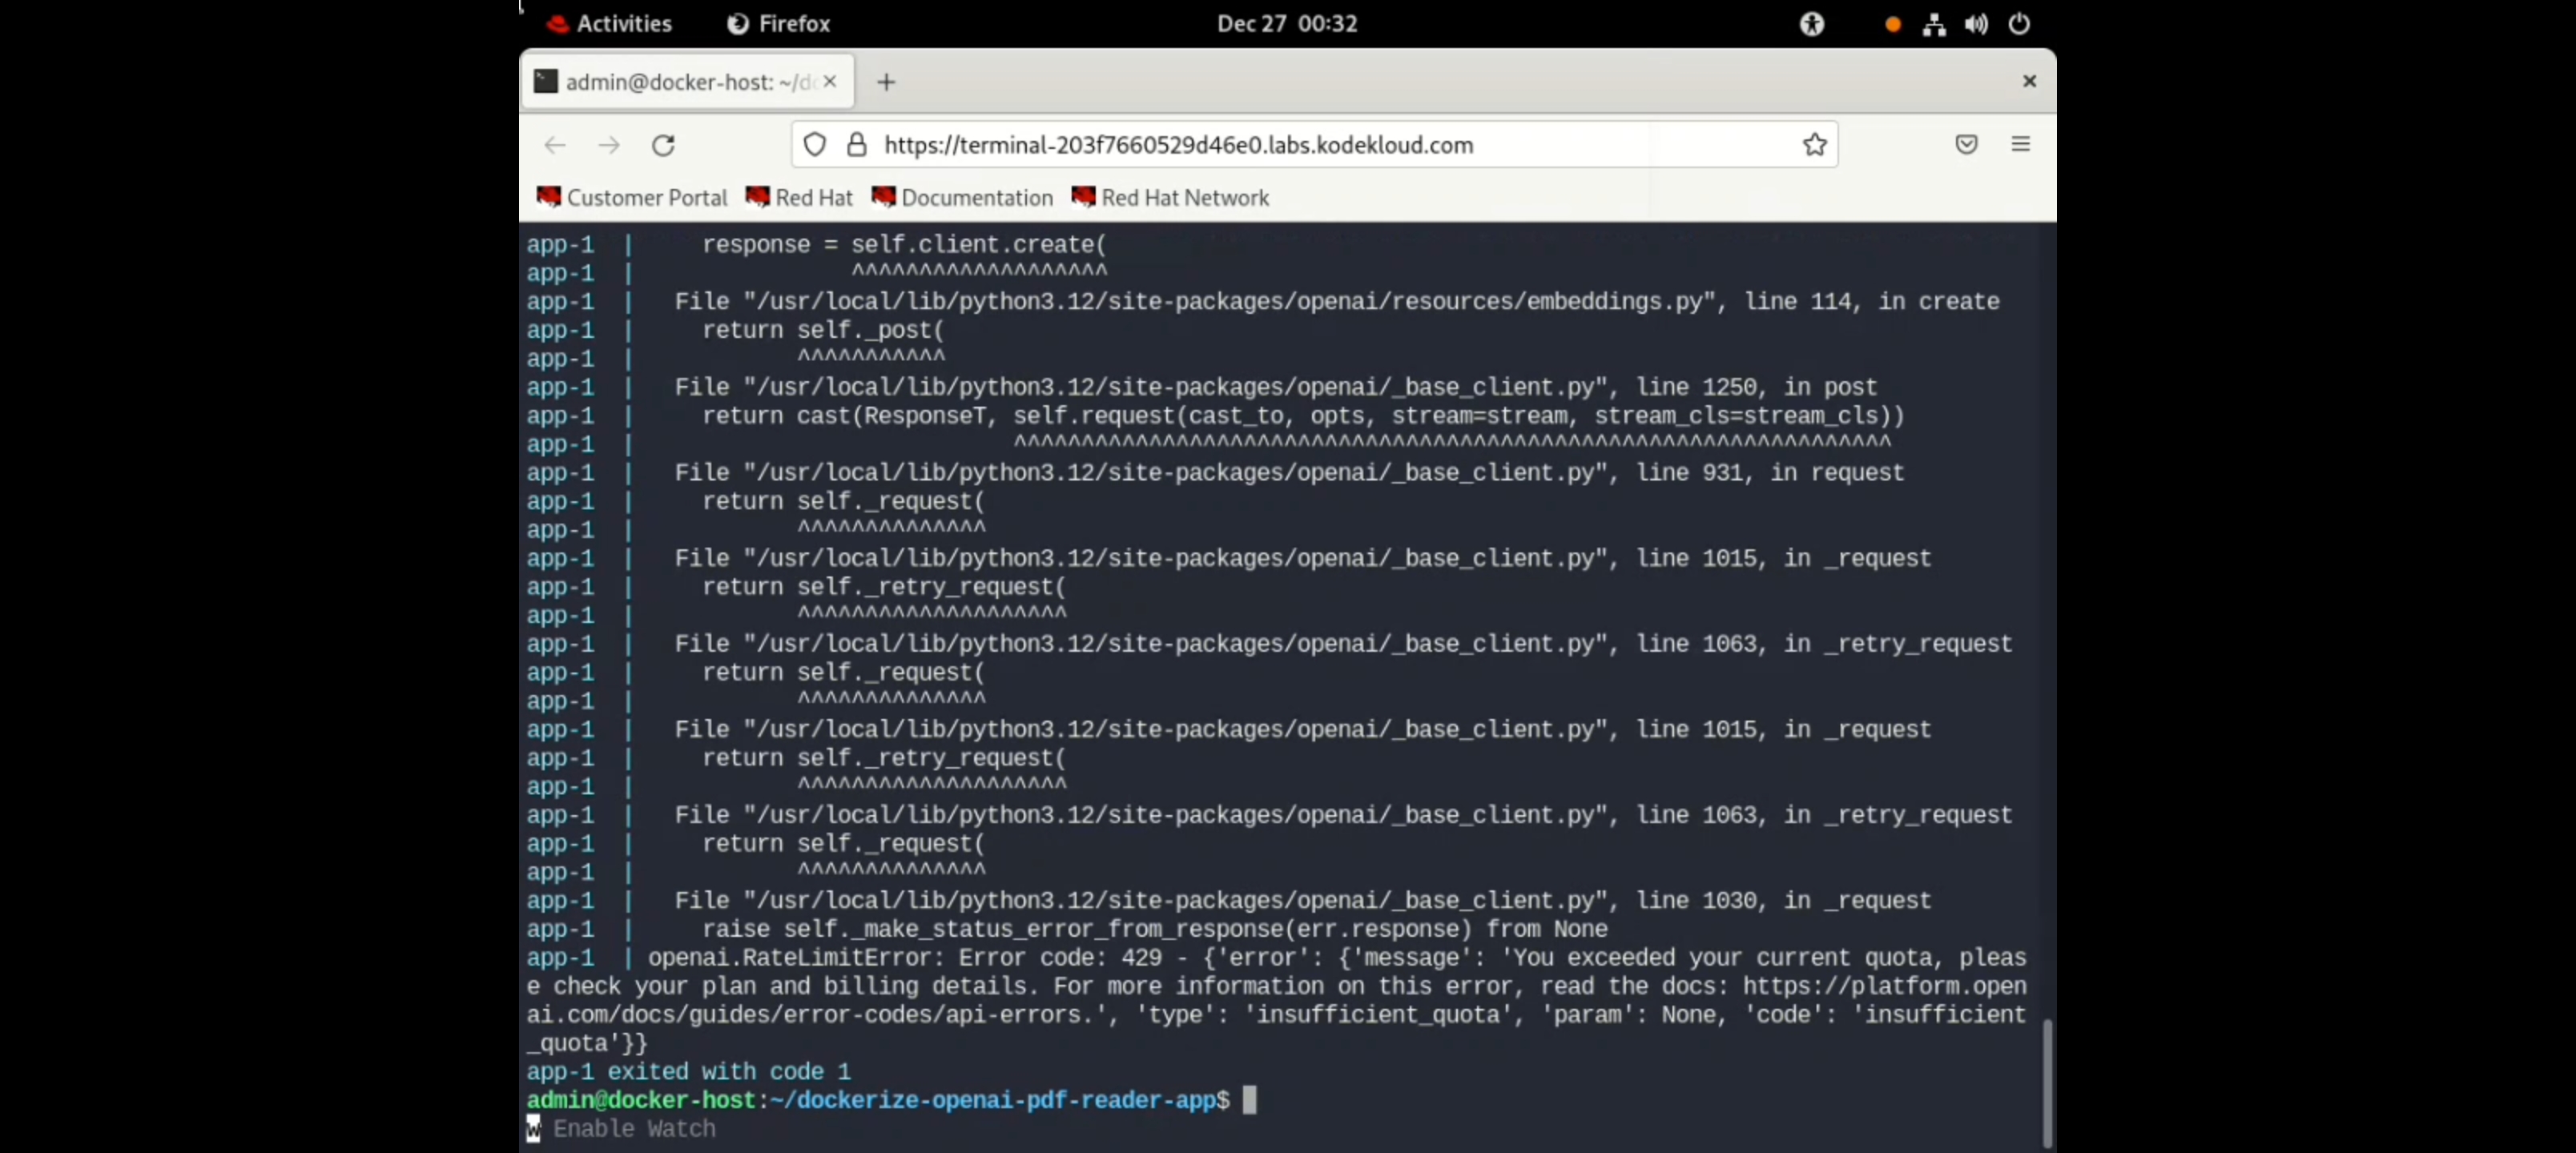 Activities Firefox Dec 27 00:32
admin@docker-host: ~/do
https://terminal-203f7660529d46e0.labs.kodekloud.com
Customer Portal Red Hat Documentation Red Hat Network
app-1 | response = self.client.create(
app-1 | ^^^^^^^^^^^^^^^^^^^
app-1 | File "/usr/local/lib/python3.12/site-packages/openai/resources/embeddings.py", line 114, in create
app-1 | return self._post(
app-1 | ^^^^^^^^^^^
app-1 | File "/usr/local/lib/python3.12/site-packages/openai/_base_client.py", line 1250, in post
app-1 | return cast(ResponseT, self.request(cast_to, opts, stream=stream, stream_cls=stream_cls))
app-1 | ^^^^^^^^^^^^^^^^^^^^^^^^^^^^^^^^^^^^^^^^^^^^^^^^^^^^^^^^^^^^^^^^^
app-1 | File "/usr/local/lib/python3.12/site-packages/openai/_base_client.py", line 931, in request
app-1 | return self._request(
app-1 | ^^^^^^^^^^^^^^
app-1 | File "/usr/local/lib/python3.12/site-packages/openai/_base_client.py", line 1015, in _request
app-1 | return self._retry_request(
app-1 | ^^^^^^^^^^^^^^^^^^^^
app-1 | File "/usr/local/lib/python3.12/site-packages/openai/_base_client.py", line 1063, in _retry_request
app-1 | return self._request(
app-1 | ^^^^^^^^^^^^^^
app-1 | File "/usr/local/lib/python3.12/site-packages/openai/_base_client.py", line 1015, in _request
app-1 | return self._retry_request(
app-1 | ^^^^^^^^^^^^^^^^^^^^
app-1 | File "/usr/local/lib/python3.12/site-packages/openai/_base_client.py", line 1063, in _retry_request
app-1 | return self._request(
app-1 | ^^^^^^^^^^^^^^
app-1 | File "/usr/local/lib/python3.12/site-packages/openai/_base_client.py", line 1030, in _request
app-1 | raise self._make_status_error_from_response(err.response) from None
app-1 | openai.RateLimitError: Error code: 429 - {'error': {'message': 'You exceeded your current quota, pleas
e check your plan and billing details. For more information on this error, read the docs: https://platform.open
ai.com/docs/guides/error-codes/api-errors.', 'type': 'insufficient_quota', 'param': None, 'code': 'insufficient
_quota'}}
app-1 exited with code 1
admin@docker-host:~/dockerize-openai-pdf-reader-app$
w Enable Watch